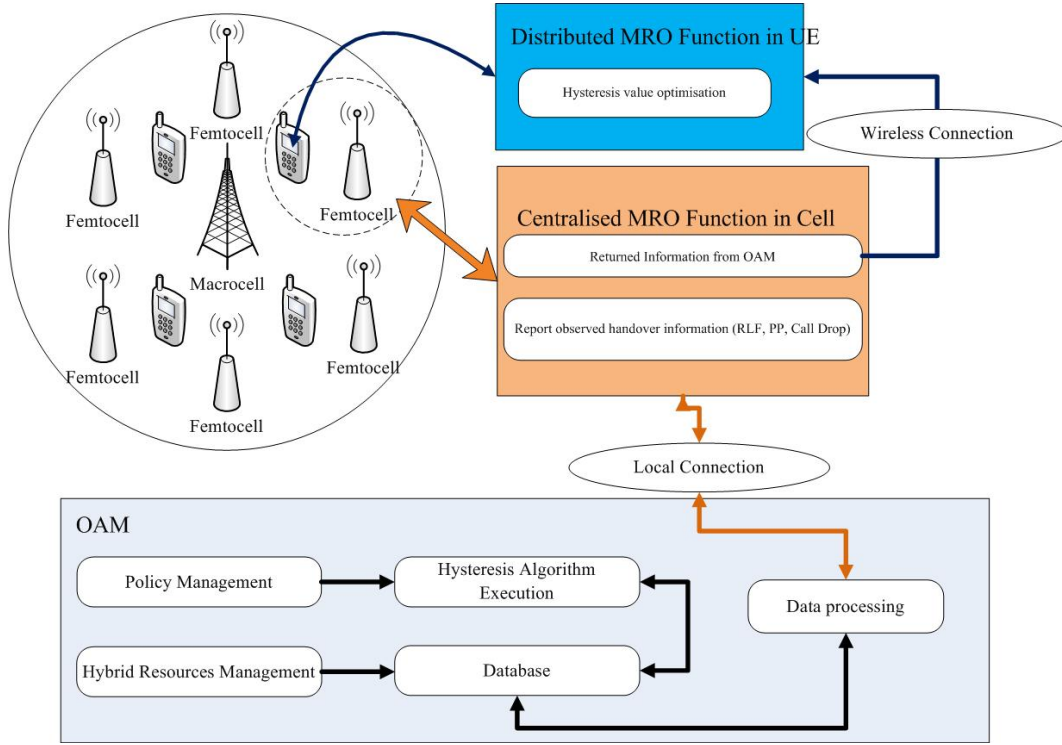 Distributed MRO Function in UE
Hysteresis value optimisation
Wireless Connection
Femtocell
Femtocell
Femtocell
Macrocell
Femtocell
Femtocell
Femtocell
Centralised MRO Function in Cell
Returned Information from OAM
Report observed handover information (RLF, PP, Call Drop)
Local Connection
OAM
Policy Management
Hysteresis Algorithm
Execution
Data processing
Hybrid Resources Management
Database